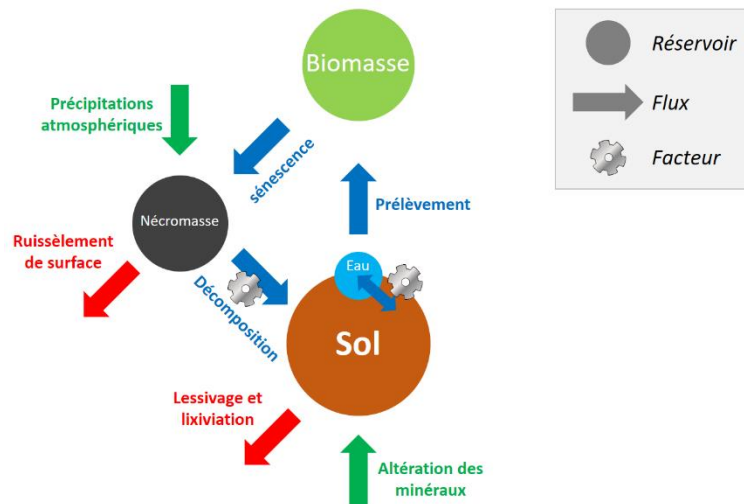 Biomasse
Précipitations
atmosphériques
sénescence
Nécromasse
Prélèvement
Ruissèlement
de surface
Décomposition
Eau
Sol
Lessivage et
lixiviation
Altération des
minéraux
Réservoir
Flux
Facteur